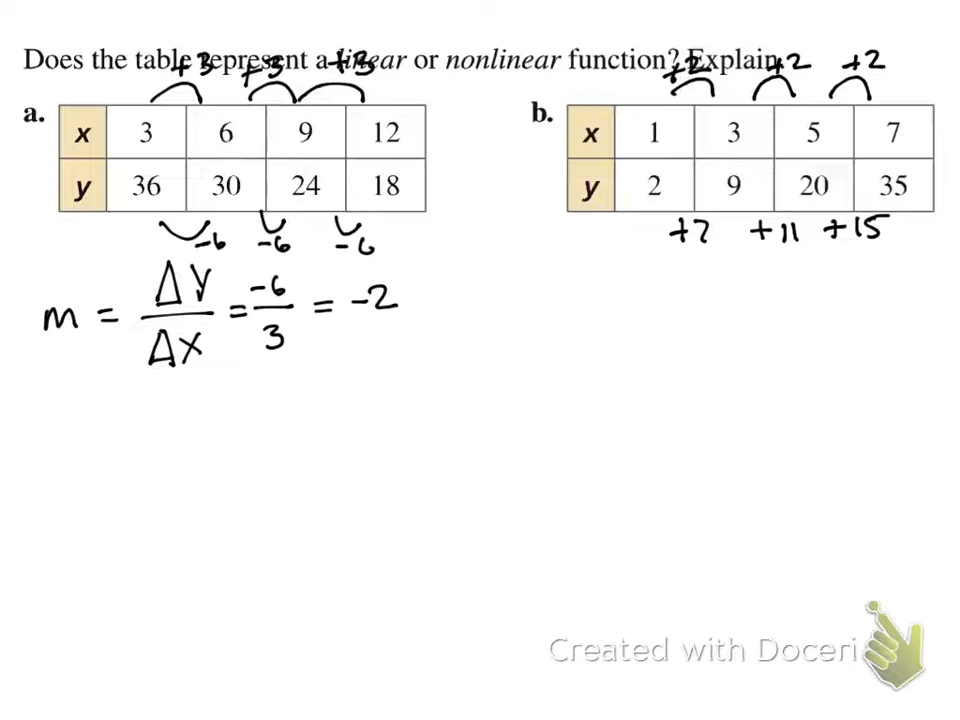 Does the table represent a linear or nonlinear function? Explain.
+3 +3 +3 +2 +2 +2
a. x 3 6 9 12
y 36 30 24 18
-6 -6 -6
b. x 1 3 5 7
y 2 9 20 35
+7 +11 +15
m = Δy/Δx = -6/3 = -2
Created with Doceri